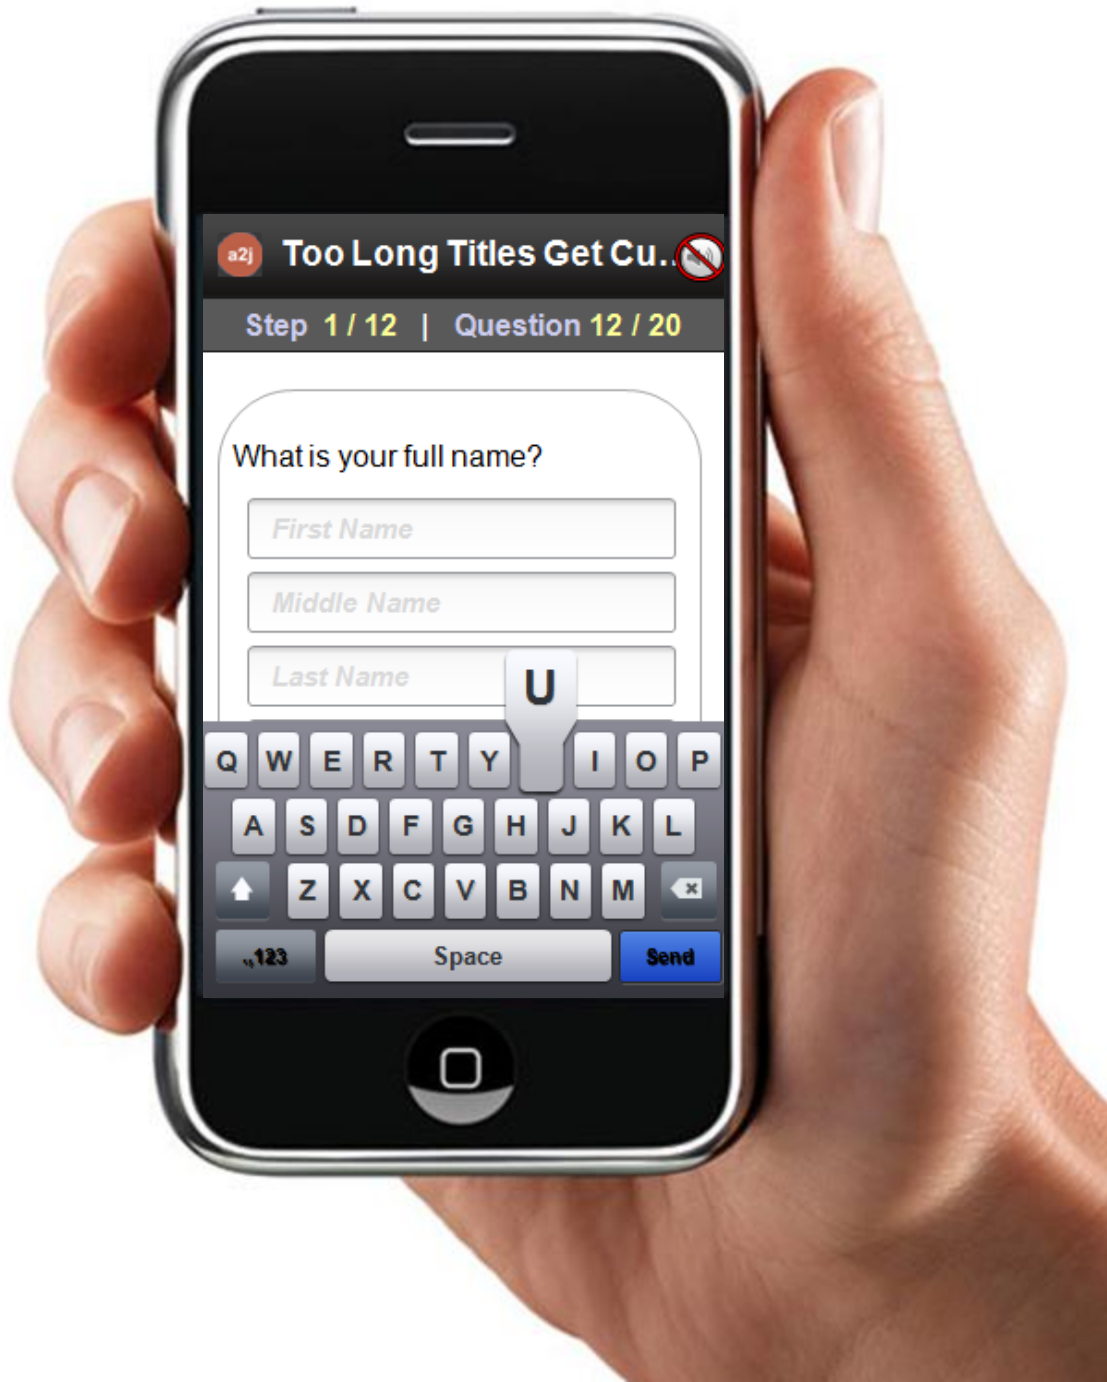 a2j Too Long Titles Get Cu..
Step 1 / 12 | Question 12 / 20
What is your full name?
First Name
Middle Name
Last Name
U
Q W E R T Y I O P
A S D F G H J K L
Z X C V B N M
.,123 Space Send